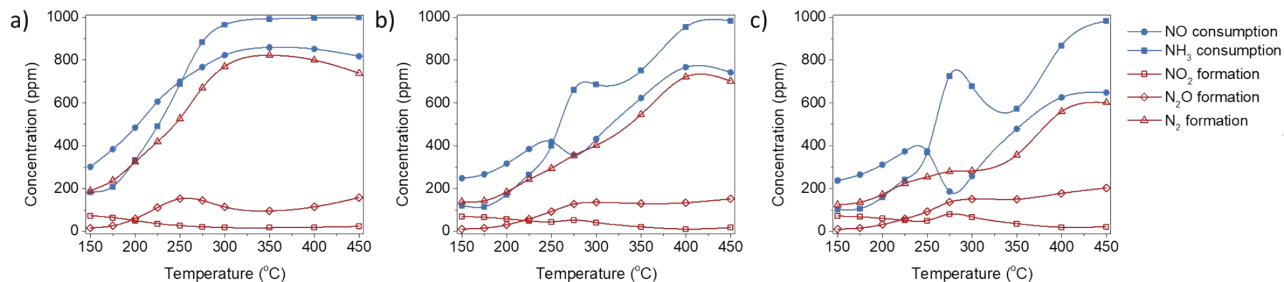 a)
Concentration (ppm)
1000
800
600
400
200
0
150 200 250 300 350 400 450
Temperature (°C)
b)
Concentration (ppm)
1000
800
600
400
200
0
150 200 250 300 350 400 450
Temperature (°C)
c)
Concentration (ppm)
1000
800
600
400
200
0
150 200 250 300 350 400 450
Temperature (°C)
NO consumption
NH₃ consumption
NO₂ formation
N₂O formation
N₂ formation